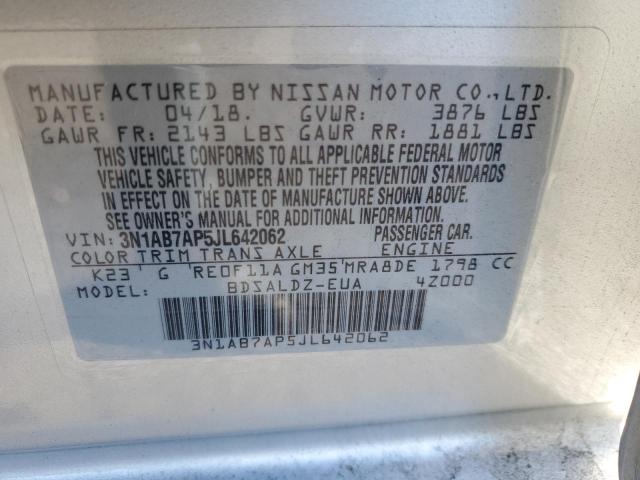 MANUFACTURED BY NISSAN MOTOR CO., LTD.
DATE: 04/18. GVWR: 3876 LBS
GAWR FR: 2143 LBS GAWR RR: 1881 LBS
THIS VEHICLE CONFORMS TO ALL APPLICABLE FEDERAL MOTOR
VEHICLE SAFETY, BUMPER AND THEFT PREVENTION STANDARDS
IN EFFECT ON THE DATE OF MANUFACTURE SHOWN ABOVE.
SEE OWNER'S MANUAL FOR FURTHER INFORMATION.
VIN: 3N1AB7AP5JL642062 PASSENGER CAR.
COLOR TRIM TRANS AXLE ENGINE
K23 G RE0F11A GM35 MRA8DE 1798 CC
MODEL: BDSALDZ-EUA 4Z000
3N1AB7AP5JL642062